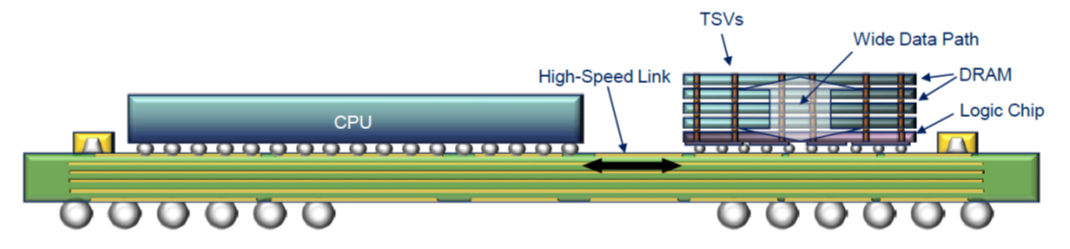 TSVs
Wide Data Path
High-Speed Link
DRAM
Logic Chip
CPU